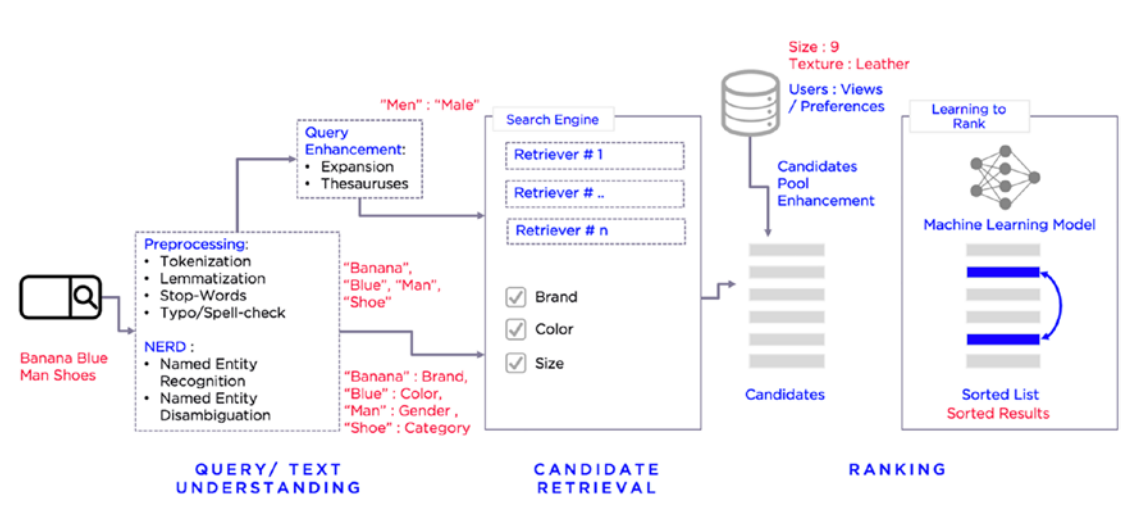 Banana Blue
Man Shoes
Preprocessing:
• Tokenization
• Lemmatization
• Stop-Words
• Typo/Spell-check
NERD :
• Named Entity
Recognition
• Named Entity
Disambiguation
"Men" : "Male"
Query
Enhancement:
• Expansion
• Thesauruses
"Banana",
"Blue", "Man",
"Shoe"
"Banana" : Brand,
"Blue" : Color,
"Man" : Gender ,
"Shoe" : Category
QUERY/ TEXT
UNDERSTANDING
Search Engine
Retriever # 1
Retriever # ..
Retriever # n
Brand
Color
Size
CANDIDATE
RETRIEVAL
Size : 9
Texture : Leather
Users : Views
/ Preferences
Candidates
Pool
Enhancement
Candidates
Learning to
Rank
Machine Learning Model
Sorted List
Sorted Results
RANKING